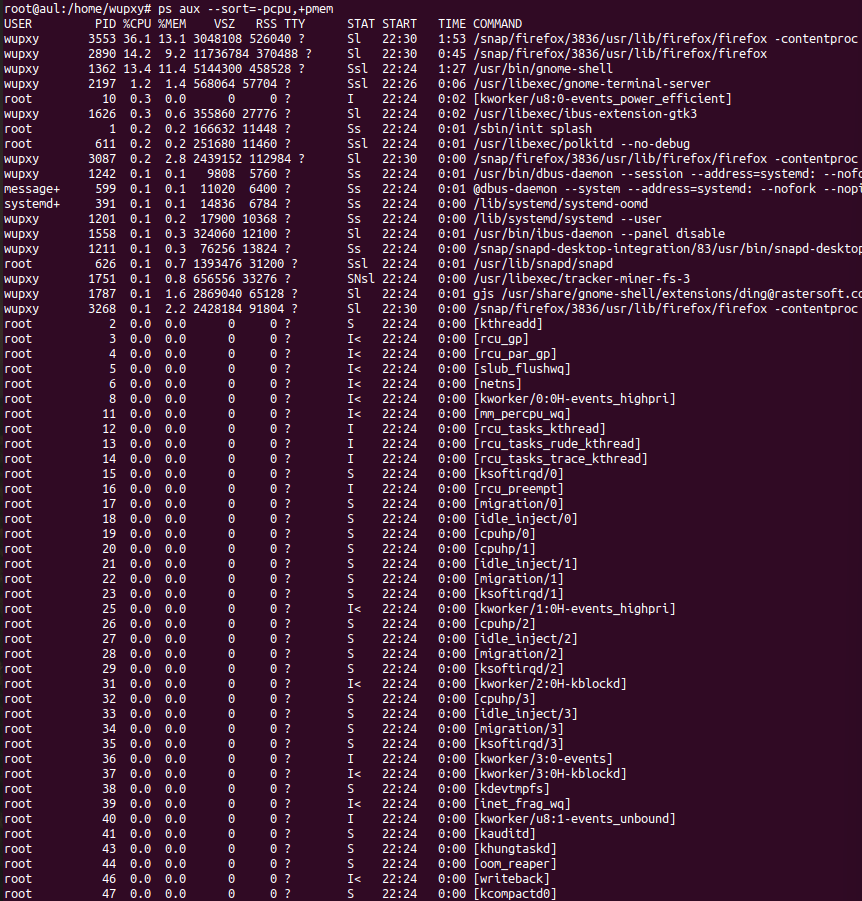 root@aul:/home/wupxy# ps aux --sort=-pcpu,+pmem
USER PID %CPU %MEM VSZ RSS TTY STAT START TIME COMMAND
wupxy 3553 36.1 13.1 3048108 526040 ? Sl 22:30 1:53 /snap/firefox/3836/usr/lib/firefox/firefox -contentproc
wupxy 2890 14.2 9.2 11736784 370488 ? Sl 22:30 0:45 /snap/firefox/3836/usr/lib/firefox/firefox
wupxy 1362 13.4 11.4 5144300 458528 ? Ssl 22:24 1:27 /usr/bin/gnome-shell
wupxy 2197 1.2 1.4 568064 57704 ? Ssl 22:26 0:06 /usr/libexec/gnome-terminal-server
root 10 0.3 0.0 0 0 ? I 22:24 0:02 [kworker/u8:0-events_power_efficient]
wupxy 1626 0.3 0.6 355860 27776 ? Sl 22:24 0:02 /usr/libexec/ibus-extension-gtk3
root 1 0.2 0.2 166632 11448 ? Ss 22:24 0:01 /sbin/init splash
root 611 0.2 0.2 251680 11460 ? Ssl 22:24 0:01 /usr/libexec/polkitd --no-debug
wupxy 3087 0.2 2.8 2439152 112984 ? Sl 22:30 0:00 /snap/firefox/3836/usr/lib/firefox/firefox -contentproc
wupxy 1242 0.1 0.1 9808 5760 ? Ss 22:24 0:01 /usr/bin/dbus-daemon --session --address=systemd: --nofo
message+ 599 0.1 0.1 11020 6400 ? Ss 22:24 0:01 @dbus-daemon --system --address=systemd: --nofork --nopi
systemd+ 391 0.1 0.1 14836 6784 ? Ss 22:24 0:00 /lib/systemd/systemd-oomd
wupxy 1201 0.1 0.2 17900 10368 ? Ss 22:24 0:00 /lib/systemd/systemd --user
wupxy 1558 0.1 0.3 324060 12100 ? Sl 22:24 0:01 /usr/bin/ibus-daemon --panel disable
wupxy 1211 0.1 0.3 76256 13824 ? Ss 22:24 0:00 /snap/snapd-desktop-integration/83/usr/bin/snapd-desktop
root 626 0.1 0.7 1393476 31200 ? Ssl 22:24 0:01 /usr/lib/snapd/snapd
wupxy 1751 0.1 0.8 656556 33276 ? SNsl 22:24 0:00 /usr/libexec/tracker-miner-fs-3
wupxy 1787 0.1 1.6 2869040 65128 ? Sl 22:24 0:01 gjs /usr/share/gnome-shell/extensions/ding@rastersoft.co
wupxy 3268 0.1 2.2 2428184 91804 ? Sl 22:30 0:00 /snap/firefox/3836/usr/lib/firefox/firefox -contentproc
root 2 0.0 0.0 0 0 ? S 22:24 0:00 [kthreadd]
root 3 0.0 0.0 0 0 ? I< 22:24 0:00 [rcu_gp]
root 4 0.0 0.0 0 0 ? I< 22:24 0:00 [rcu_par_gp]
root 5 0.0 0.0 0 0 ? I< 22:24 0:00 [slub_flushwq]
root 6 0.0 0.0 0 0 ? I< 22:24 0:00 [netns]
root 8 0.0 0.0 0 0 ? I< 22:24 0:00 [kworker/0:0H-events_highpri]
root 11 0.0 0.0 0 0 ? I< 22:24 0:00 [mm_percpu_wq]
root 12 0.0 0.0 0 0 ? I 22:24 0:00 [rcu_tasks_kthread]
root 13 0.0 0.0 0 0 ? I 22:24 0:00 [rcu_tasks_rude_kthread]
root 14 0.0 0.0 0 0 ? I 22:24 0:00 [rcu_tasks_trace_kthread]
root 15 0.0 0.0 0 0 ? S 22:24 0:00 [ksoftirqd/0]
root 16 0.0 0.0 0 0 ? I 22:24 0:00 [rcu_preempt]
root 17 0.0 0.0 0 0 ? S 22:24 0:00 [migration/0]
root 18 0.0 0.0 0 0 ? S 22:24 0:00 [idle_inject/0]
root 19 0.0 0.0 0 0 ? S 22:24 0:00 [cpuhp/0]
root 20 0.0 0.0 0 0 ? S 22:24 0:00 [cpuhp/1]
root 21 0.0 0.0 0 0 ? S 22:24 0:00 [idle_inject/1]
root 22 0.0 0.0 0 0 ? S 22:24 0:00 [migration/1]
root 23 0.0 0.0 0 0 ? S 22:24 0:00 [ksoftirqd/1]
root 25 0.0 0.0 0 0 ? I< 22:24 0:00 [kworker/1:0H-events_highpri]
root 26 0.0 0.0 0 0 ? S 22:24 0:00 [cpuhp/2]
root 27 0.0 0.0 0 0 ? S 22:24 0:00 [idle_inject/2]
root 28 0.0 0.0 0 0 ? S 22:24 0:00 [migration/2]
root 29 0.0 0.0 0 0 ? S 22:24 0:00 [ksoftirqd/2]
root 31 0.0 0.0 0 0 ? I< 22:24 0:00 [kworker/2:0H-kblockd]
root 32 0.0 0.0 0 0 ? S 22:24 0:00 [cpuhp/3]
root 33 0.0 0.0 0 0 ? S 22:24 0:00 [idle_inject/3]
root 34 0.0 0.0 0 0 ? S 22:24 0:00 [migration/3]
root 35 0.0 0.0 0 0 ? S 22:24 0:00 [ksoftirqd/3]
root 36 0.0 0.0 0 0 ? I 22:24 0:00 [kworker/3:0-events]
root 37 0.0 0.0 0 0 ? I< 22:24 0:00 [kworker/3:0H-kblockd]
root 38 0.0 0.0 0 0 ? S 22:24 0:00 [kdevtmpfs]
root 39 0.0 0.0 0 0 ? I< 22:24 0:00 [inet_frag_wq]
root 40 0.0 0.0 0 0 ? I 22:24 0:00 [kworker/u8:1-events_unbound]
root 41 0.0 0.0 0 0 ? S 22:24 0:00 [kauditd]
root 43 0.0 0.0 0 0 ? S 22:24 0:00 [khungtaskd]
root 44 0.0 0.0 0 0 ? S 22:24 0:00 [oom_reaper]
root 46 0.0 0.0 0 0 ? I< 22:24 0:00 [writeback]
root 47 0.0 0.0 0 0 ? S 22:24 0:00 [kcompactd0]